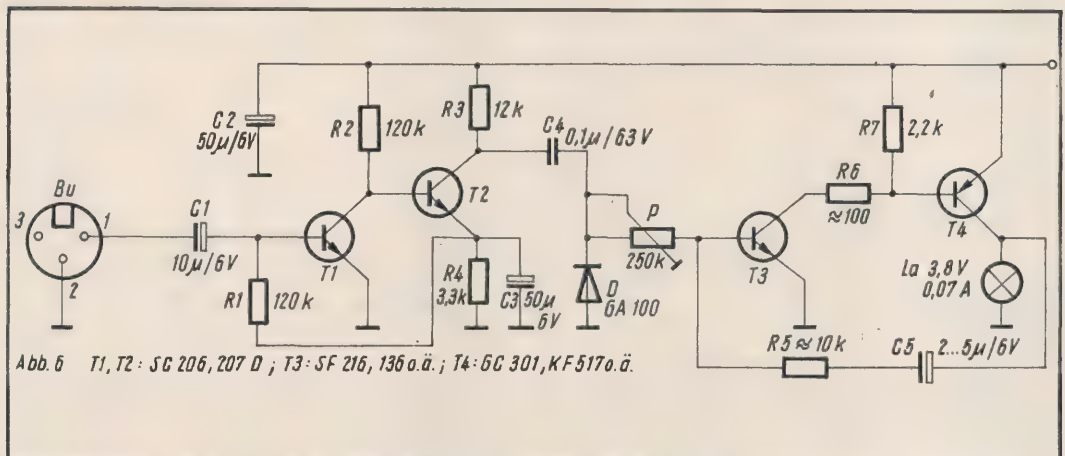 Bu
3
1
2
C1
10µ/6V
C2
50µ/6V
R1
120k
R2
120k
T1
R3
12k
T2
R4
3,3k
C3
50µ
6V
C4
0,1µ/63V
D
GA 100
P
250k
T3
R6
≈100
R7
2,2k
T4
La 3,8V
0,07A
R5≈10k
C5
2...5µ/6V
Abb. 6 T1, T2: SC 206, 207 D ; T3: SF 216, 136 o.ä. ; T4: GC 301, KF 517 o.ä.